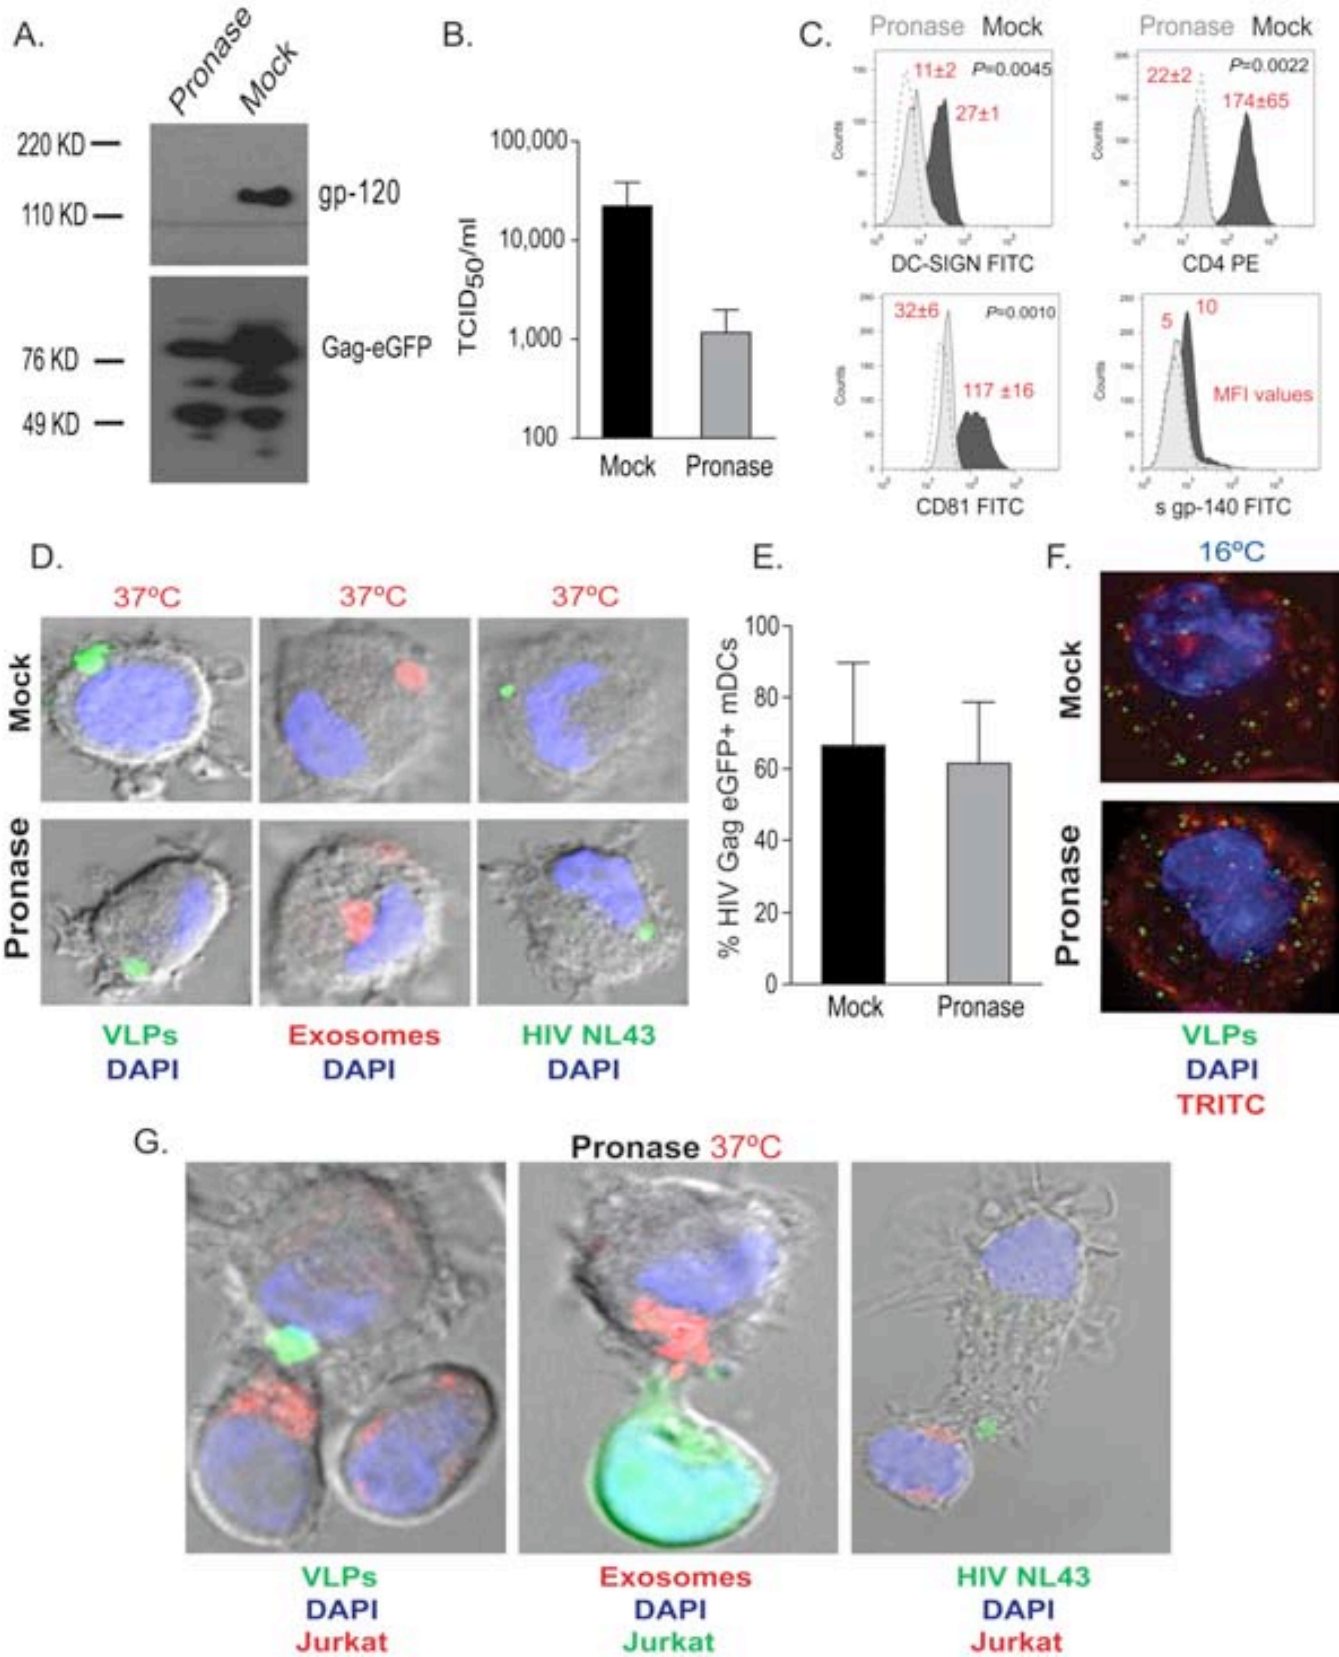 A.
Pronase
Mock
220 KD
110 KD
gp-120
76 KD
49 KD
Gag-eGFP
B.
TCID50/ml
100,000
10,000
1,000
100
Mock
Pronase
C.
Pronase Mock
11±2
P=0.0045
27±1
Counts
DC-SIGN FITC
Pronase Mock
22±2
P=0.0022
174±65
Counts
CD4 PE
32±6
P=0.0010
117 ±16
Counts
CD81 FITC
5
10
MFI values
Counts
s gp-140 FITC
D.
37ºC
37ºC
37ºC
Mock
Pronase
VLPs
DAPI
Exosomes
DAPI
HIV NL43
DAPI
E.
% HIV Gag eGFP+ mDCs
100
80
60
40
20
0
Mock
Pronase
F.
16ºC
Mock
Pronase
VLPs
DAPI
TRITC
G.
Pronase 37ºC
VLPs
DAPI
Jurkat
Exosomes
DAPI
Jurkat
HIV NL43
DAPI
Jurkat